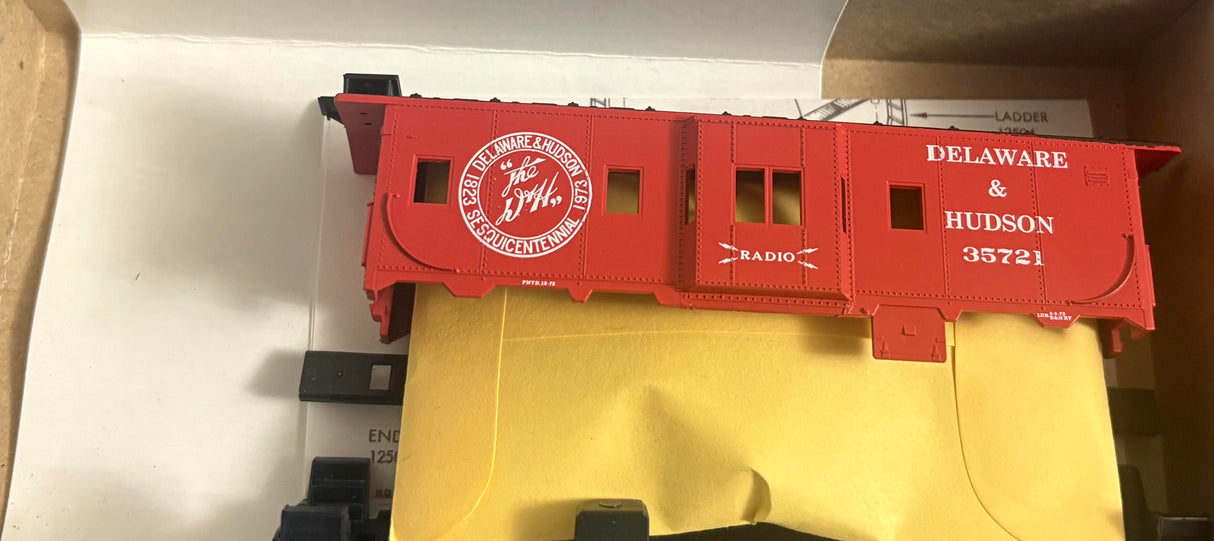 DELAWARE & HUDSON
1823 SESQUICENTENNIAL 1973
"The
D&H"
RADIO
DELAWARE
&
HUDSON
35721
LADDER
END